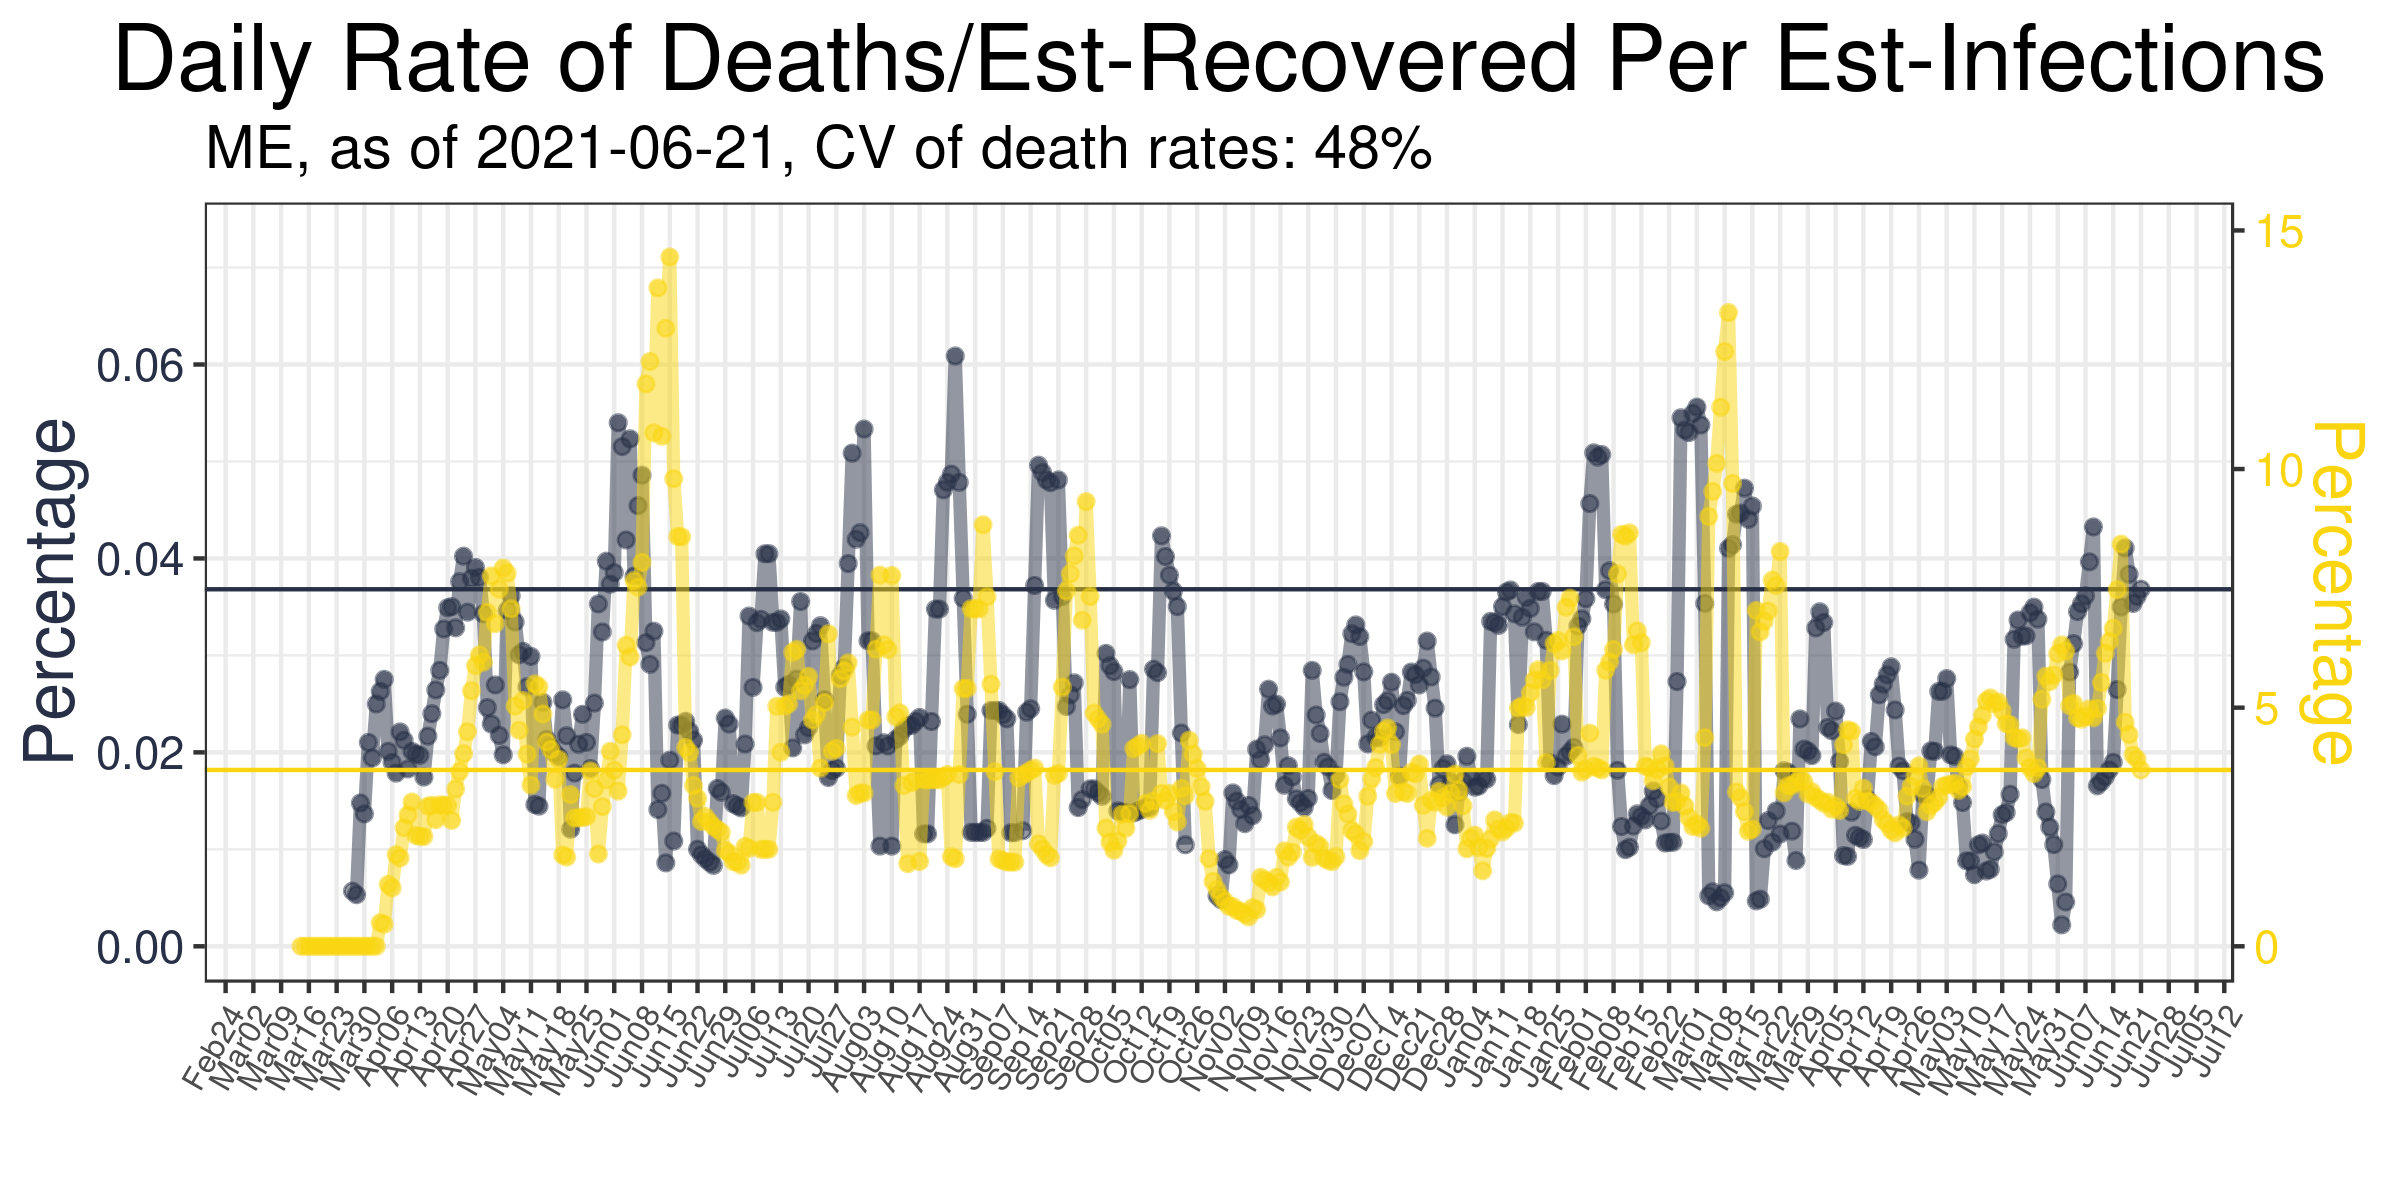 Daily Rate of Deaths/Est-Recovered Per Est-Infections
ME, as of 2021-06-21, CV of death rates: 48%
Percentage
0.06
0.04
0.02
0.00
15
10
5
0
Percentage
Feb24
Mar02
Mar09
Mar16
Mar23
Mar30
Apr06
Apr13
Apr20
Apr27
May04
May11
May18
May25
Jun01
Jun08
Jun15
Jun22
Jun29
Jul06
Jul13
Jul20
Jul27
Aug03
Aug10
Aug17
Aug24
Aug31
Sep07
Sep14
Sep21
Sep28
Oct05
Oct12
Oct19
Oct26
Nov02
Nov09
Nov16
Nov23
Nov30
Dec07
Dec14
Dec21
Dec28
Jan04
Jan11
Jan18
Jan25
Feb01
Feb08
Feb15
Feb22
Mar01
Mar08
Mar15
Mar22
Mar29
Apr05
Apr12
Apr19
Apr26
May03
May10
May17
May24
May31
Jun07
Jun14
Jun21
Jun28
Jul05
Jul12